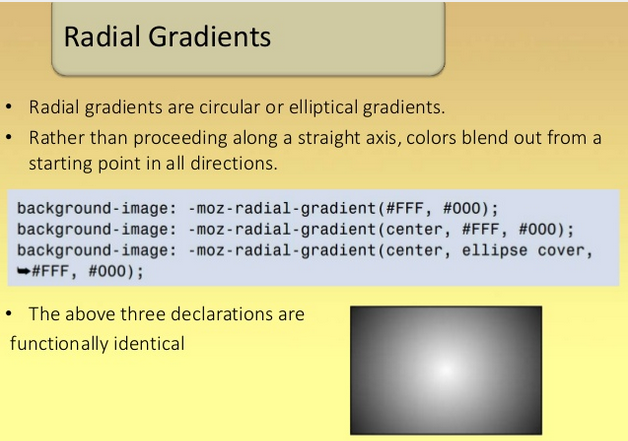 Radial Gradients
• Radial gradients are circular or elliptical gradients.
• Rather than proceeding along a straight axis, colors blend out from a
starting point in all directions.
background-image: -moz-radial-gradient(#FFF, #000);
background-image: -moz-radial-gradient(center, #FFF, #000);
background-image: -moz-radial-gradient(center, ellipse cover,
➥#FFF, #000);
• The above three declarations are
functionally identical